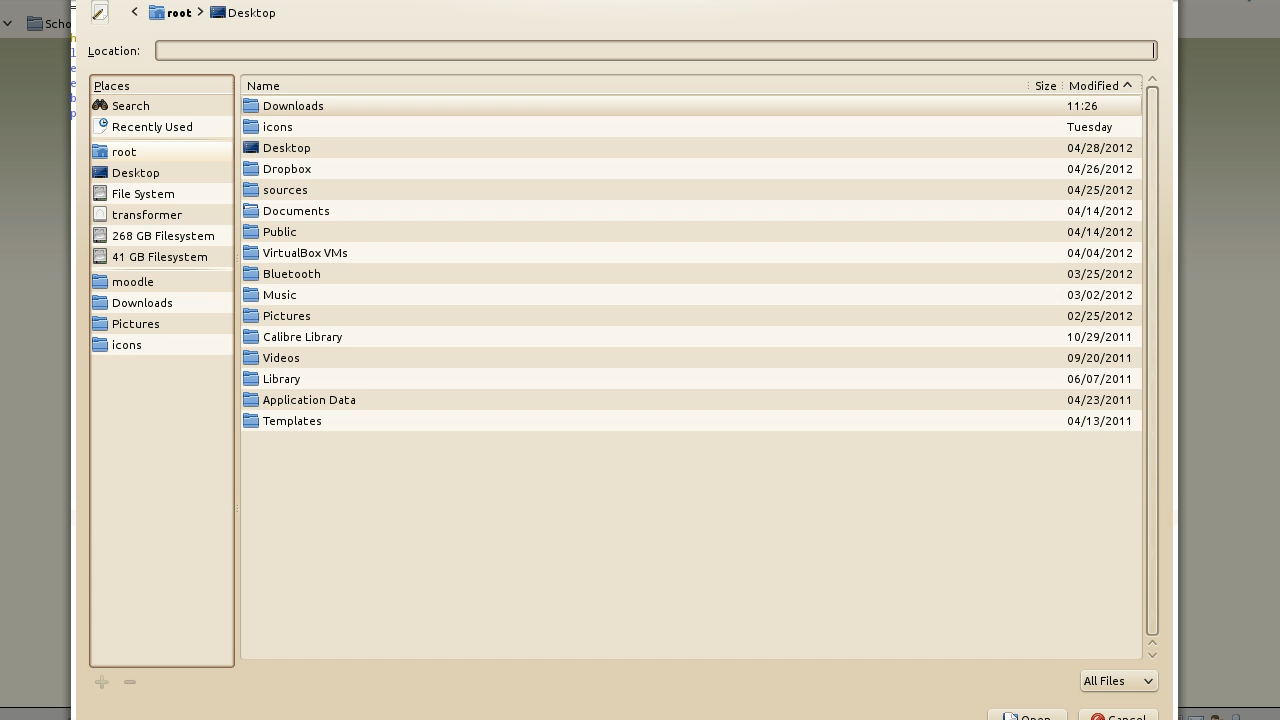 Scho
root
Desktop
Location:
Places
Search
Recently Used
root
Desktop
File System
transformer
268 GB Filesystem
41 GB Filesystem
moodle
Downloads
Pictures
icons
Name Size Modified
Downloads 11:26
icons Tuesday
Desktop 04/28/2012
Dropbox 04/26/2012
sources 04/25/2012
Documents 04/14/2012
Public 04/14/2012
VirtualBox VMs 04/04/2012
Bluetooth 03/25/2012
Music 03/02/2012
Pictures 02/25/2012
Calibre Library 10/29/2011
Videos 09/20/2011
Library 06/07/2011
Application Data 04/23/2011
Templates 04/13/2011
All Files
Open Cancel